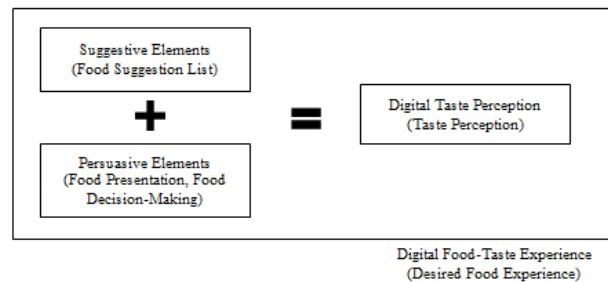 Suggestive Elements
(Food Suggestion List)
+
=
Digital Taste Perception
(Taste Perception)
Persuasive Elements
(Food Presentation, Food
Decision-Making)
Digital Food-Taste Experience
(Desired Food Experience)